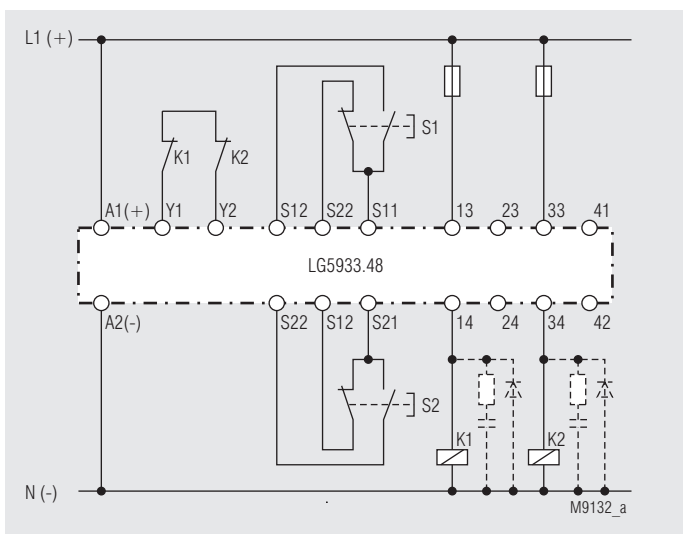 L1 (+)
K1 K2 S1
A1(+) Y1 Y2 S12 S22 S11 13 23 33 41
LG5933.48
A2(-) S22 S12 S21 14 24 34 42
S2
K1 K2
N (-)
M9132_a